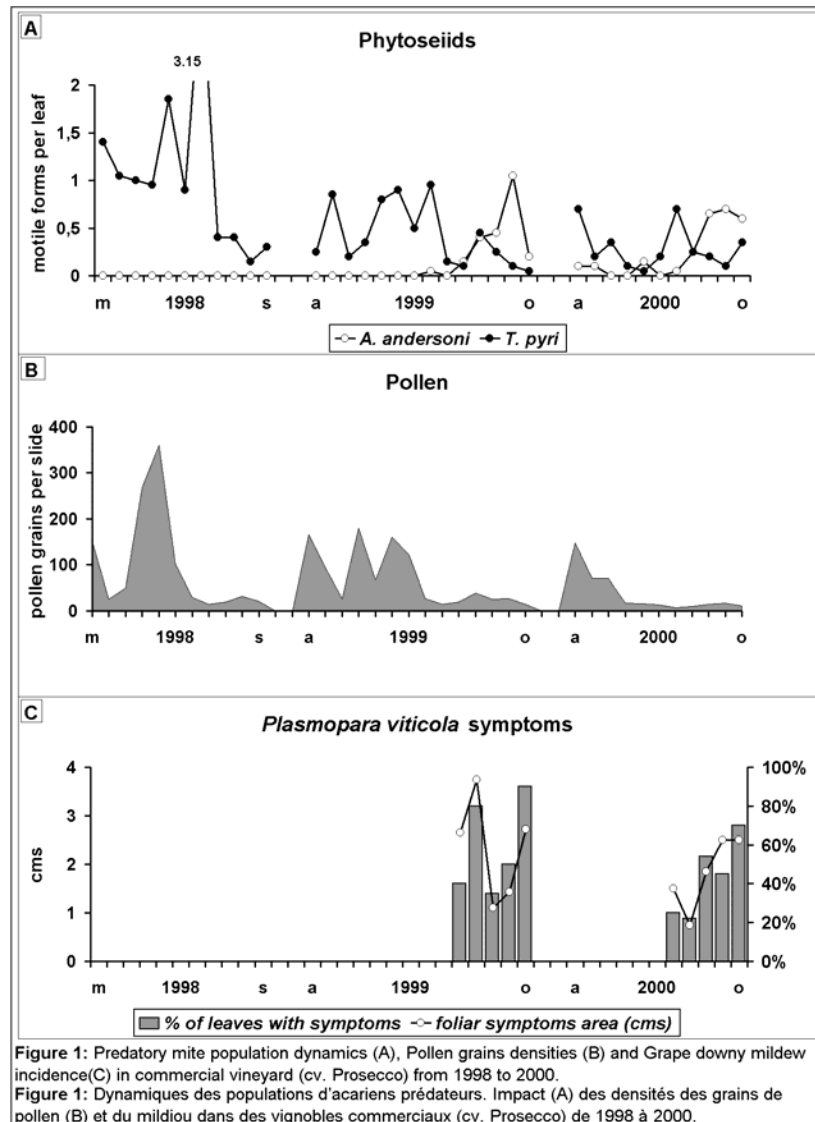 A
Phytoseiids
3.15
2
1,5
1
0,5
0
motile forms per leaf
m 1998 s a 1999 o a 2000 o
A. andersoni T. pyri
B
Pollen
400
300
200
100
0
pollen grains per slide
m 1998 s a 1999 o a 2000 o
C
Plasmopara viticola symptoms
4 100%
3 80%
60%
2
40%
1
20%
0 0%
cms
m 1998 s a 1999 o a 2000 o
% of leaves with symptoms foliar symptoms area (cms)
Figure 1: Predatory mite population dynamics (A), Pollen grains densities (B) and Grape downy mildew
incidence(C) in commercial vineyard (cv. Prosecco) from 1998 to 2000.
Figure 1: Dynamiques des populations d'acariens prédateurs. Impact (A) des densités des grains de
pollen (B) et du mildiou dans des vignobles commerciaux (cv. Prosecco) de 1998 à 2000.